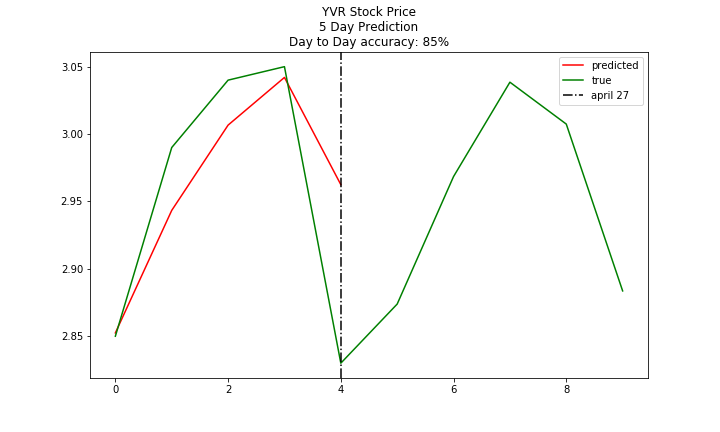 YVR Stock Price
5 Day Prediction
Day to Day accuracy: 85%
predicted
true
april 27
3.05
3.00
2.95
2.90
2.85
0
2
4
6
8